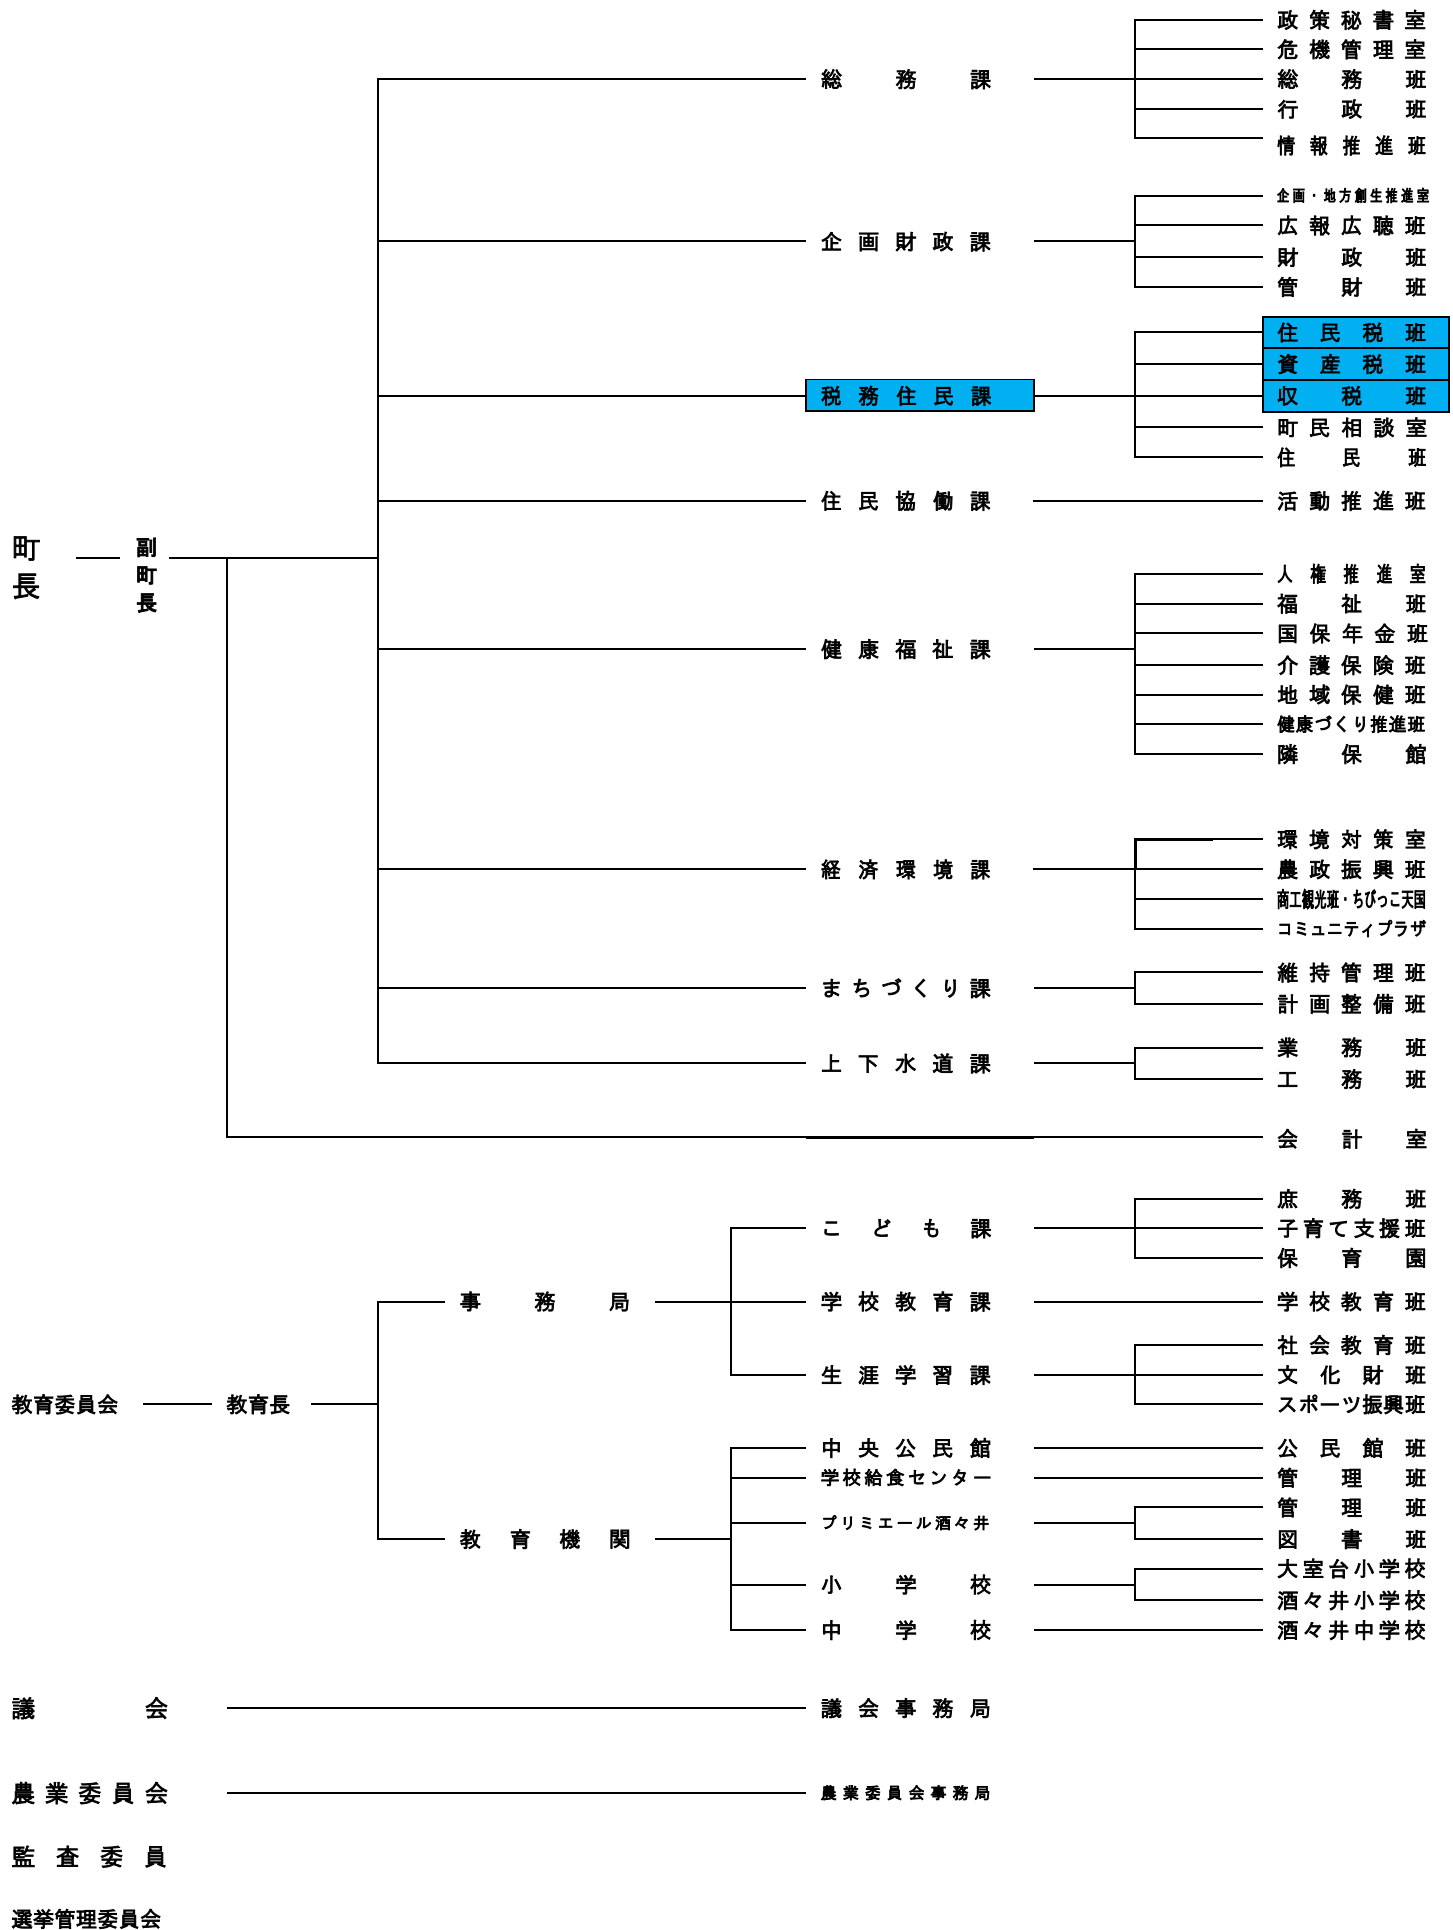 町長
副町長
総務課
政策秘書室
危機管理室
総務班
行政班
情報推進班
企画財政課
企画・地方創生推進室
広報広聴班
財政班
管財班
税務住民課
住民税班
資産税班
収税班
町民相談室
住民班
住民協働課
活動推進班
健康福祉課
人権推進室
福祉班
国保年金班
介護保険班
地域保健班
健康づくり推進班
隣保館
経済環境課
環境対策室
農政振興班
商工観光班・ちびっこ天国
コミュニティプラザ
まちづくり課
維持管理班
計画整備班
上下水道課
業務班
工務班
会計室
教育委員会
教育長
事務局
こども課
庶務班
子育て支援班
保育園
学校教育課
学校教育班
生涯学習課
社会教育班
文化財班
スポーツ振興班
教育機関
中央公民館
公民館班
学校給食センター
管理班
プリミエール酒々井
管理班
図書班
小学校
大室台小学校
酒々井小学校
中学校
酒々井中学校
議会
議会事務局
農業委員会
農業委員会事務局
監査委員
選挙管理委員会